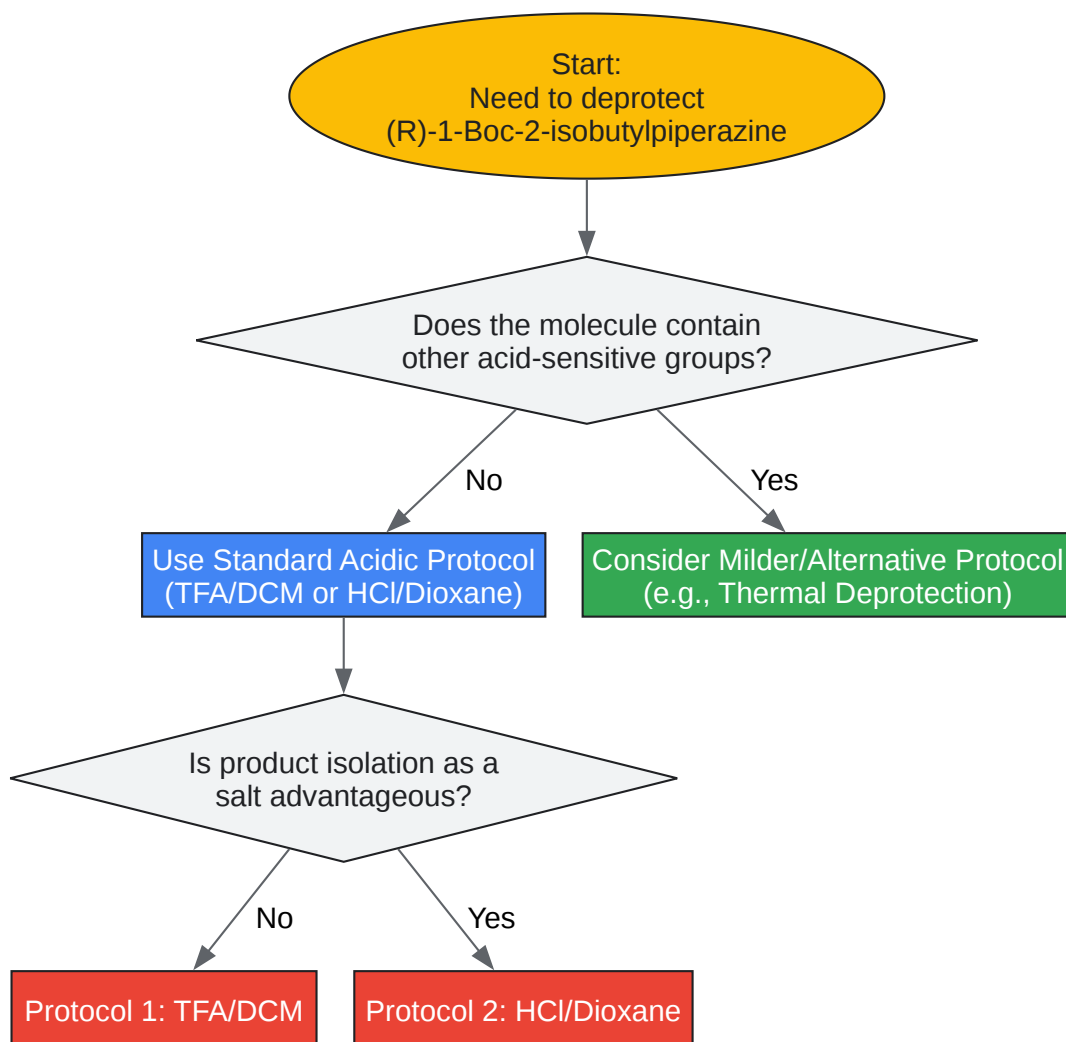 Start:
Need to deprotect
(R)-1-Boc-2-isobutylpiperazine
Does the molecule contain
other acid-sensitive groups?
No
Yes
Use Standard Acidic Protocol
(TFA/DCM or HCl/Dioxane)
Consider Milder/Alternative Protocol
(e.g., Thermal Deprotection)
Is product isolation as a
salt advantageous?
No
Yes
Protocol 1: TFA/DCM
Protocol 2: HCl/Dioxane